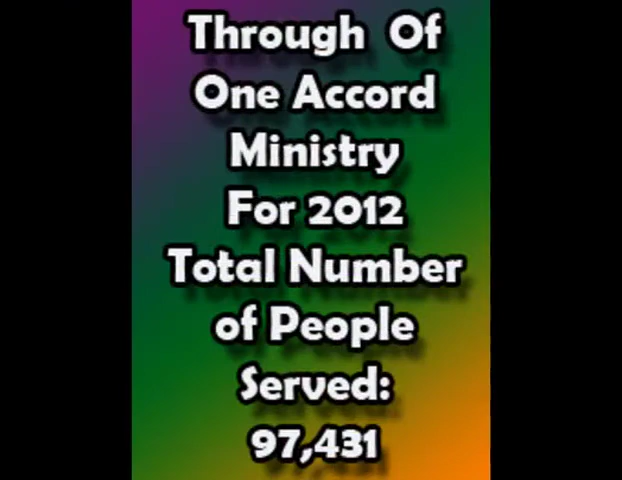 Through Of
One Accord
Ministry
For 2012
Total Number
of People
Served:
97,431